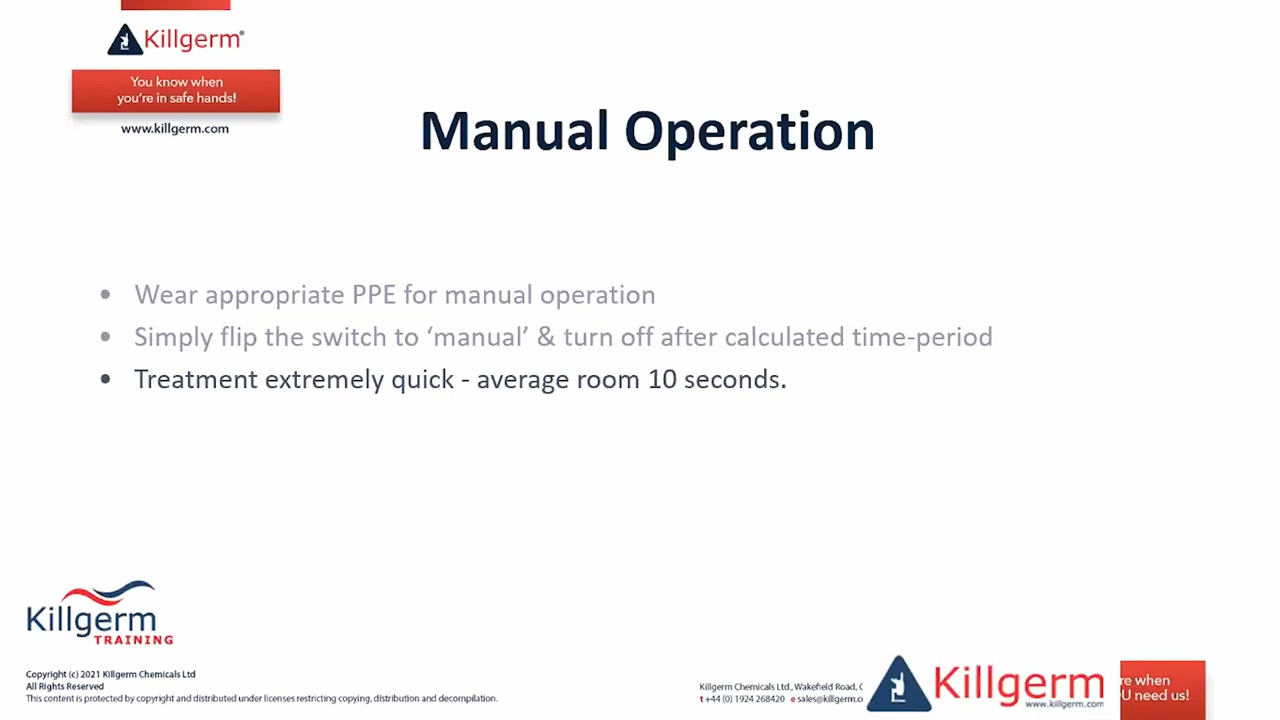 Killgerm®
You know when
you're in safe hands!
www.killgerm.com
Manual Operation
• Wear appropriate PPE for manual operation
• Simply flip the switch to ‘manual’ & turn off after calculated time-period
• Treatment extremely quick - average room 10 seconds.
Killgerm
TRAINING
Copyright (c) 2021 Killgerm Chemicals Ltd
All Rights Reserved
This content is protected by copyright and distributed under licenses restricting copying, distribution and decompilation.
Killgerm Chemicals Ltd., Wakefield Road,
t +44 (0) 1924 268420 e sales@killgerm.c
Killgerm
www.killgerm.com
re when
U need us!